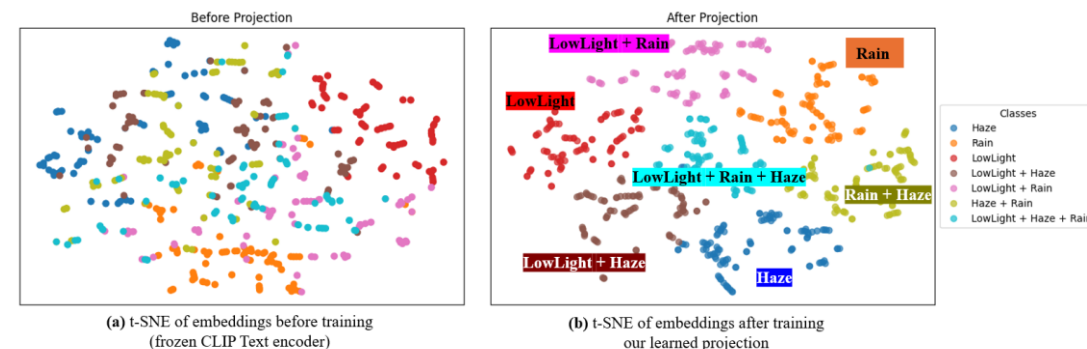 Before Projection
After Projection
LowLight + Rain
Rain
LowLight
LowLight + Rain + Haze
Rain + Haze
LowLight + Haze
Haze
Classes
Haze
Rain
LowLight
LowLight + Haze
LowLight + Rain
Haze + Rain
LowLight + Haze + Rain
(a) t-SNE of embeddings before training
(frozen CLIP Text encoder)
(b) t-SNE of embeddings after training
our learned projection